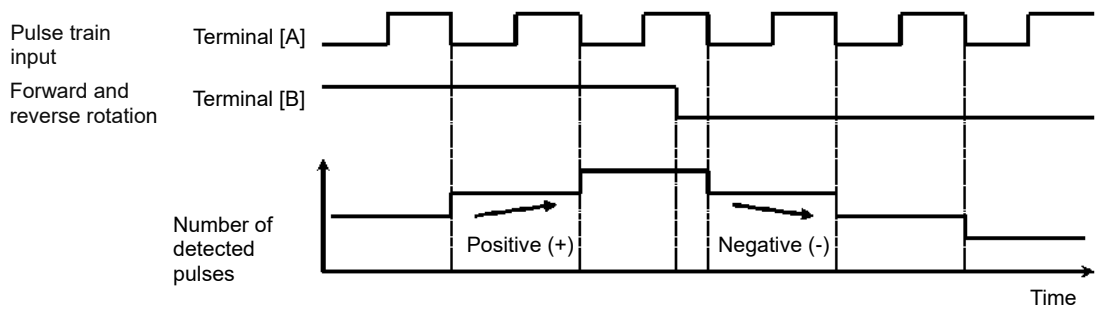 Pulse train
input
Terminal [A]
Forward and
reverse rotation
Terminal [B]
Number of
detected
pulses
Positive (+)
Negative (-)
Time